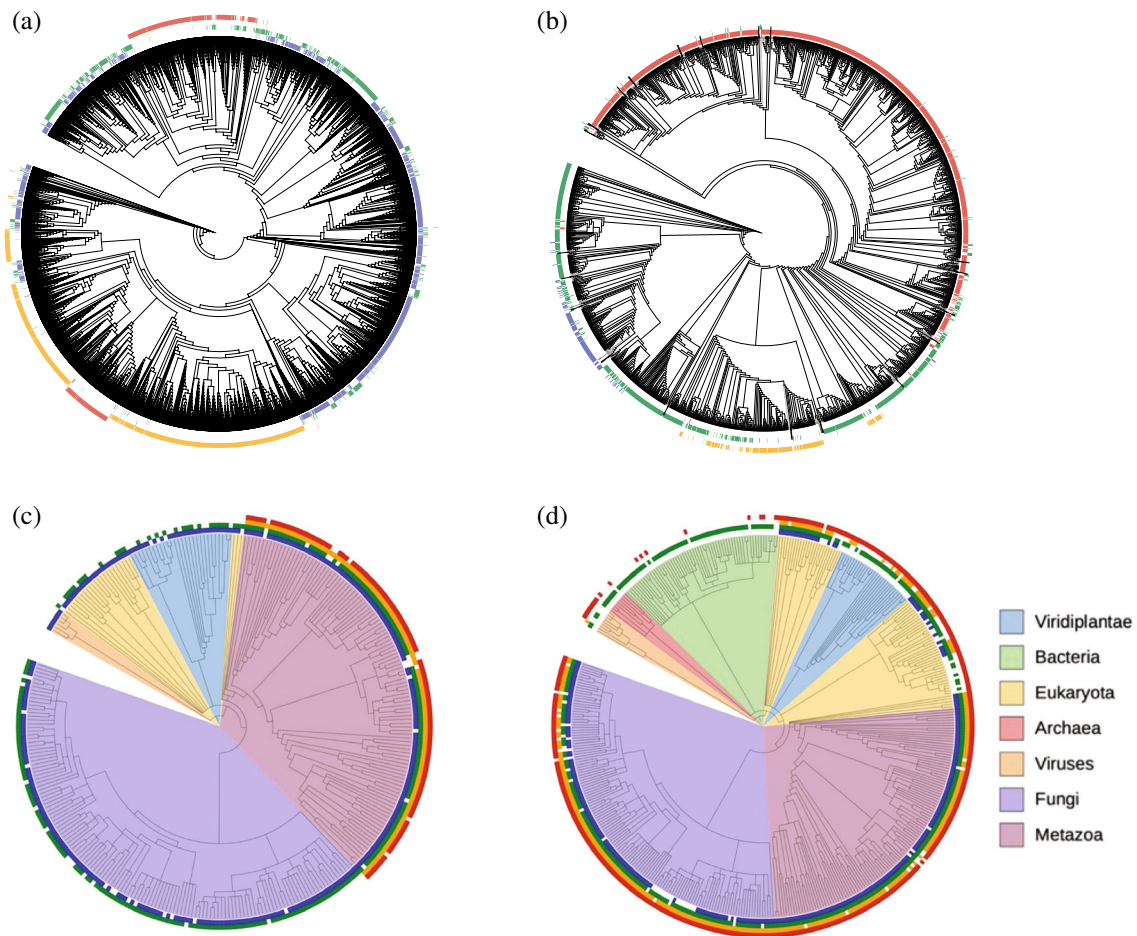 (a)
(b)
(c)
(d)
Viridiplantae
Bacteria
Eukaryota
Archaea
Viruses
Fungi
Metazoa